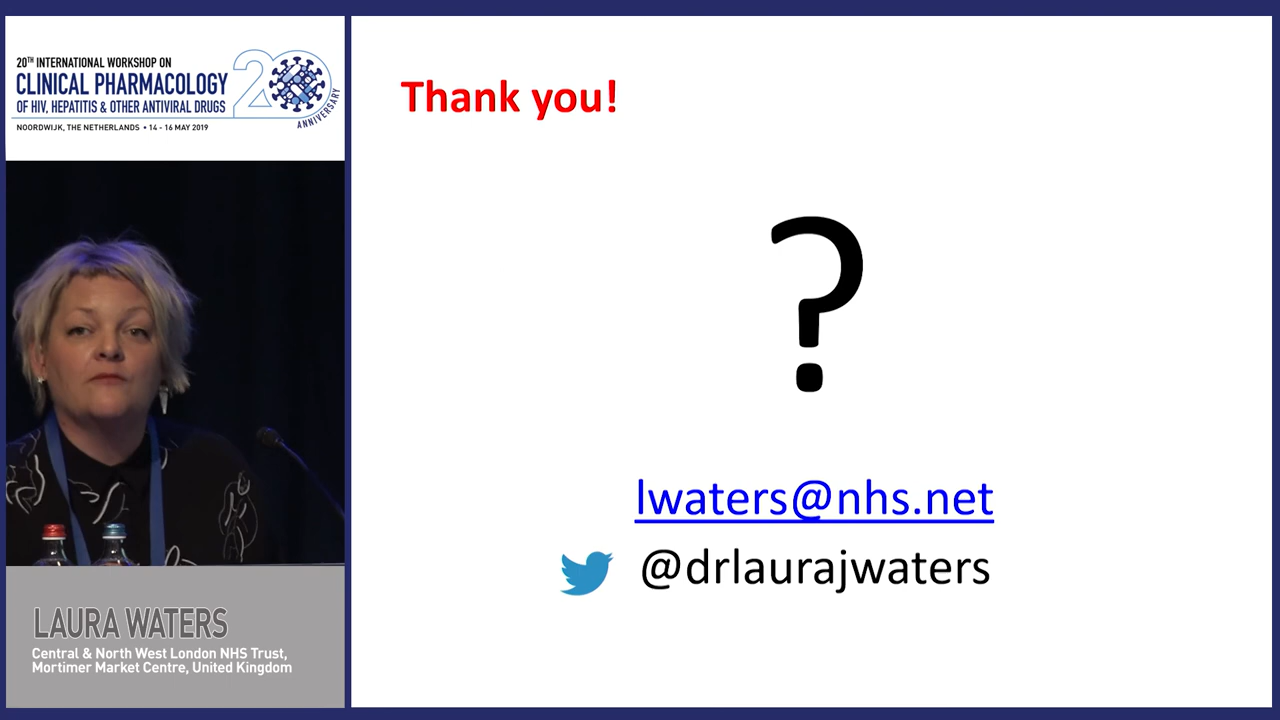 20TH INTERNATIONAL WORKSHOP ON
CLINICAL PHARMACOLOGY
OF HIV, HEPATITIS & OTHER ANTIVIRAL DRUGS
NOORDWIJK, THE NETHERLANDS • 14 - 16 MAY 2019
20
ANNIVERSARY
LAURA WATERS
Central & North West London NHS Trust,
Mortimer Market Centre, United Kingdom
Thank you!
?
lwaters@nhs.net
@drlaurajwaters